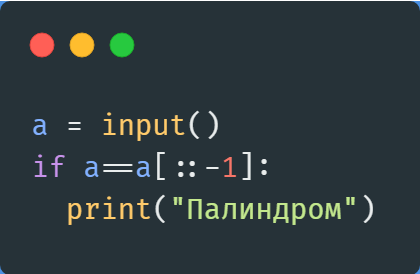 a = input()
if a==a[::-1]:
  print("Палиндром")